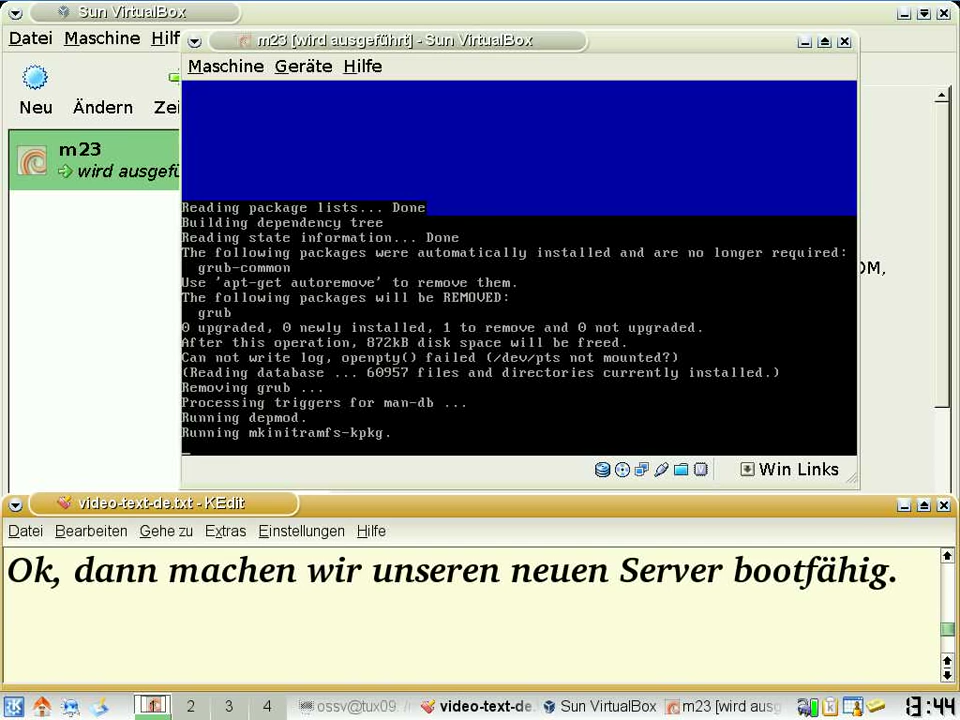 Sun VirtualBox
Datei Maschine Hilf
Neu Ändern Zei
m23
wird ausgefü
m23 [wird ausgeführt] - Sun VirtualBox
Maschine Geräte Hilfe
Reading package lists... Done
Building dependency tree
Reading state information... Done
The following packages were automatically installed and are no longer required:
grub-common
Use 'apt-get autoremove' to remove them.
The following packages will be REMOVED:
grub
0 upgraded, 0 newly installed, 1 to remove and 0 not upgraded.
After this operation, 872kB disk space will be freed.
Can not write log, openpty() failed (/dev/pts not mounted?)
(Reading database ... 60957 files and directories currently installed.)
Removing grub ...
Processing triggers for man-db ...
Running depmod.
Running mkinitramfs-kpkg.
Win Links
OM,
video-text-de.txt - KEdit
Datei Bearbeiten Gehe zu Extras Einstellungen Hilfe
Ok, dann machen wir unseren neuen Server bootfähig.
1 2 3 4 ossv@tux09: video-text-de. Sun VirtualBox m23 [wird ausg 13:44